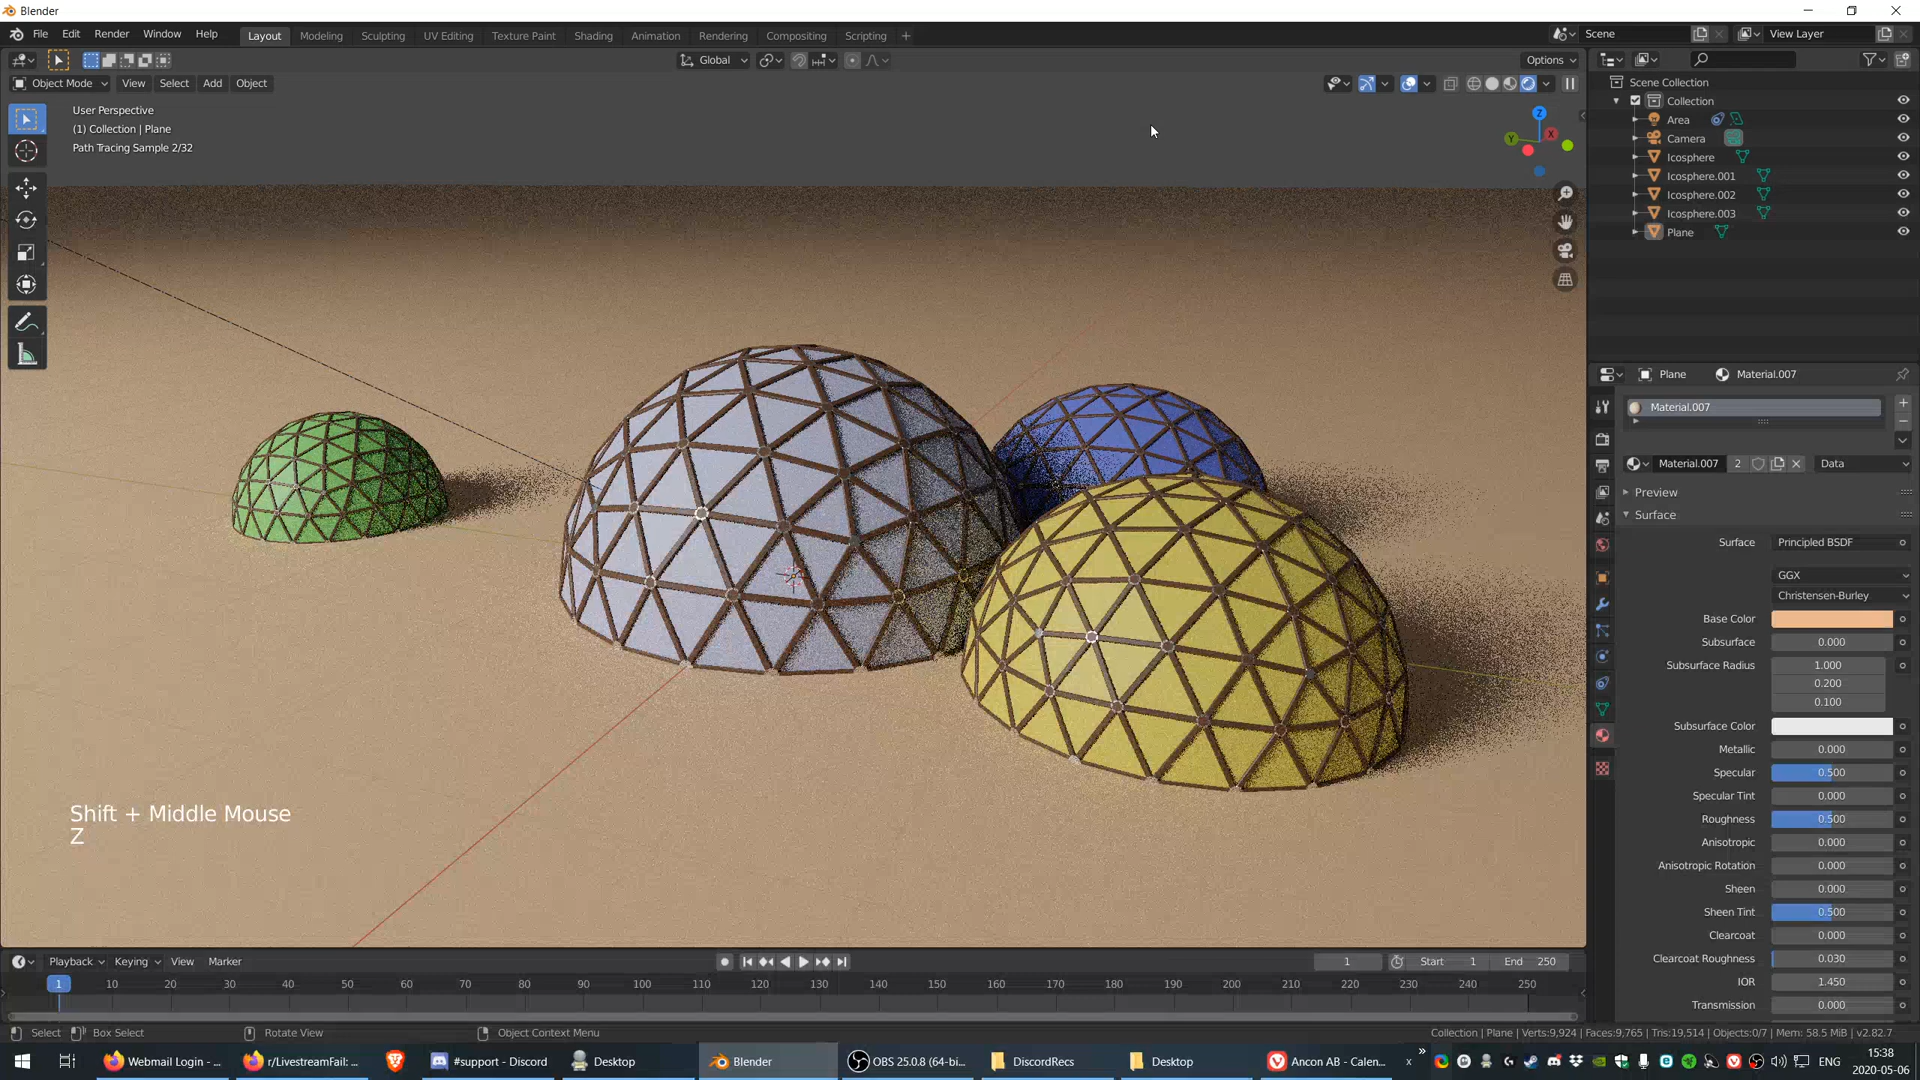 Blender
File Edit Render Window Help
Layout Modeling Sculpting UV Editing Texture Paint Shading Animation Rendering Compositing Scripting +
Scene
View Layer
Global
Options
Object Mode View Select Add Object
User Perspective
(1) Collection | Plane
Path Tracing Sample 2/32
Z
Y
X
Scene Collection
Collection
Area
Camera
Icosphere
Icosphere.001
Icosphere.002
Icosphere.003
Plane
Plane Material.007
Material.007
Material.007 2 Data
Preview
Surface
Surface Principled BSDF
GGX
Christensen-Burley
Base Color
Subsurface 0.000
Subsurface Radius 1.000
0.200
0.100
Subsurface Color
Metallic 0.000
Specular 0.500
Specular Tint 0.000
Roughness 0.500
Anisotropic 0.000
Anisotropic Rotation 0.000
Sheen 0.000
Sheen Tint 0.500
Clearcoat 0.000
Clearcoat Roughness 0.030
IOR 1.450
Transmission 0.000
Shift + Middle Mouse
Z
Playback Keying View Marker
1 Start 1 End 250
1 10 20 30 40 50 60 70 80 90 100 110 120 130 140 150 160 170 180 190 200 210 220 230 240 250
Select Box Select Rotate View Object Context Menu
Collection | Plane | Verts:9,924 | Faces:9,765 | Tris:19,514 | Objects:0/7 | Mem: 58.5 MiB | v2.82.7
Webmail Login - ... r/LivestreamFail: ... #support - Discord Desktop Blender OBS 25.0.8 (64-bi... DiscordRecs Desktop Ancon AB - Calen... ENG
15:38
2020-05-06